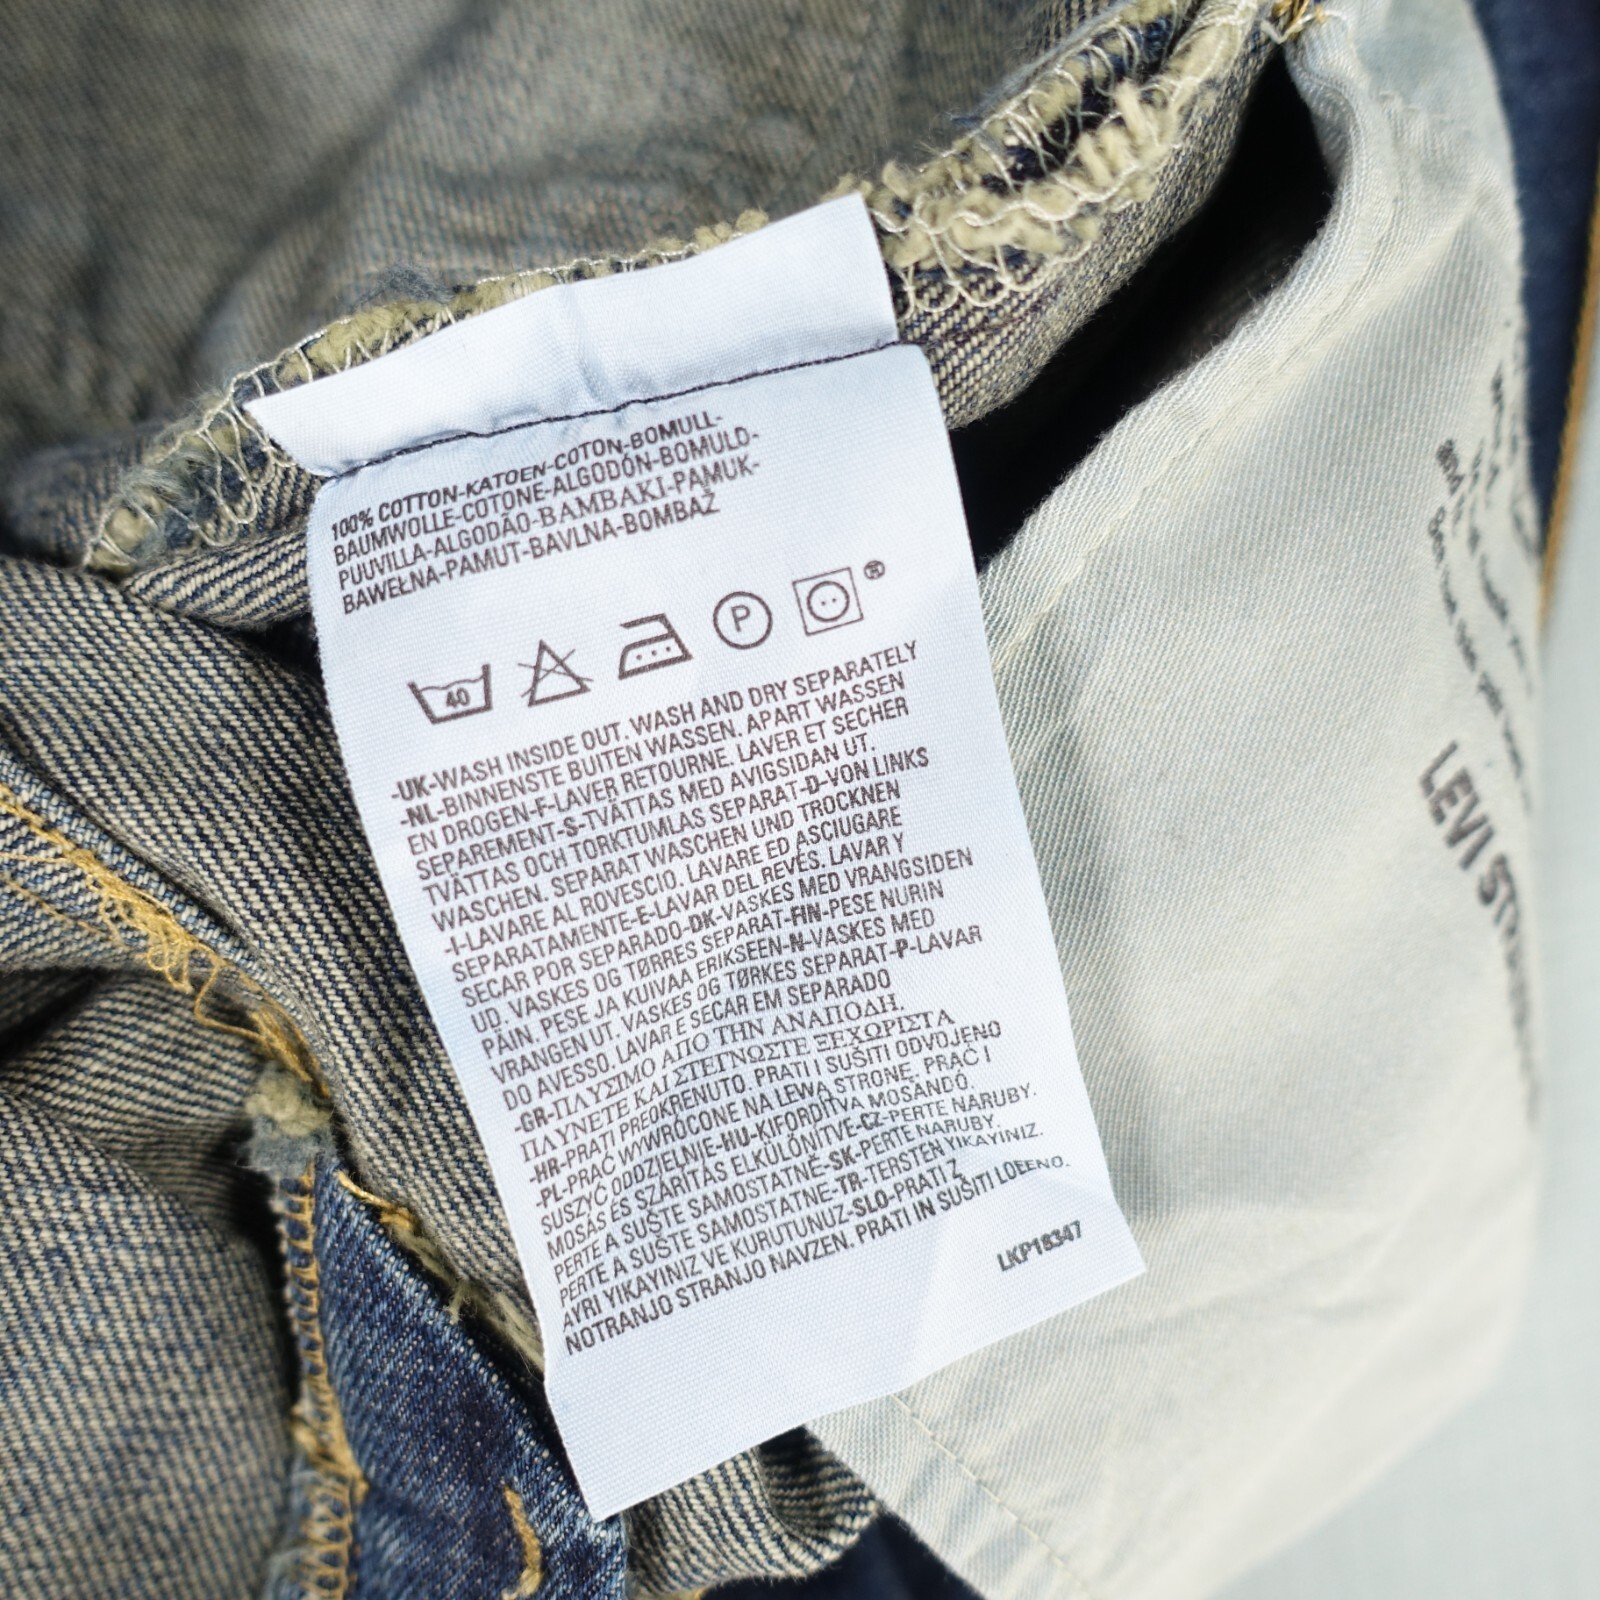 100% COTTON-KATOEN-COTON-BOMULL-
BAUMWOLLE-COTONE-ALGODÓN-BOMULD-
PUUVILLA-ALGODÃO-BAMBAKI-PAMUK-
BAWEŁNA-PAMUT-BAVLNA-BOMBAŽ
40
P
®
-UK-WASH INSIDE OUT. WASH AND DRY SEPARATELY
-NL-BINNENSTE BUITEN WASSEN. APART WASSEN
EN DROGEN-F-LAVER RETOURNE. LAVER ET SECHER
SEPAREMENT-S-TVÄTTAS MED AVIGSIDAN UT.
TVÄTTAS OCH TORKTUMLAS SEPARAT-D-VON LINKS
WASCHEN. SEPARAT WASCHEN UND TROCKNEN
-I-LAVARE AL ROVESCIO. LAVARE ED ASCIUGARE
SEPARATAMENTE-E-LAVAR DEL REVÉS. LAVAR Y
SECAR POR SEPARADO-DK-VASKES MED VRANGSIDEN
UD. VASKES OG TØRRES SEPARAT-FIN-PESE NURIN
PÄIN. PESE JA KUIVAA ERIKSEEN-N-VASKES MED
VRANGEN UT. VASKES OG TØRKES SEPARAT-P-LAVAR
DO AVESSO. LAVAR E SECAR EM SEPARADO
-GR-ΠΛΥΣΙΜΟ ΑΠΟ ΤΗΝ ΑΝΑΠΟΔΗ.
ΠΛΥΝΕΤΕ ΚΑΙ ΣΤΕΓΝΩΣΤΕ ΞΕΧΩΡΙΣΤΑ
-HR-PRATI PREOKRENUTO. PRATI I SUŠITI ODVOJENO
-PL-PRAĆ WYWRÓCONE NA LEWĄ STRONĘ. PRAĆ I
SUSZYĆ ODDZIELNIE-HU-KIFORDÍTVA MOSANDÓ.
MOSÁS ÉS SZÁRÍTÁS ELKÜLÖNÍTVE-CZ-PERTE NARUBY.
PERTE A SUŠTE SAMOSTATNĚ-SK-PERTE NARUBY.
PERTE A SUŠTE SAMOSTATNE-TR-TERSTEN YIKAYINIZ.
AYRI YIKAYINIZ VE KURUTUNUZ-SLO-PRATI Z
NOTRANJO STRANJO NAVZEN. PRATI IN SUŠITI LOEENO.
LKP18347
LEVI